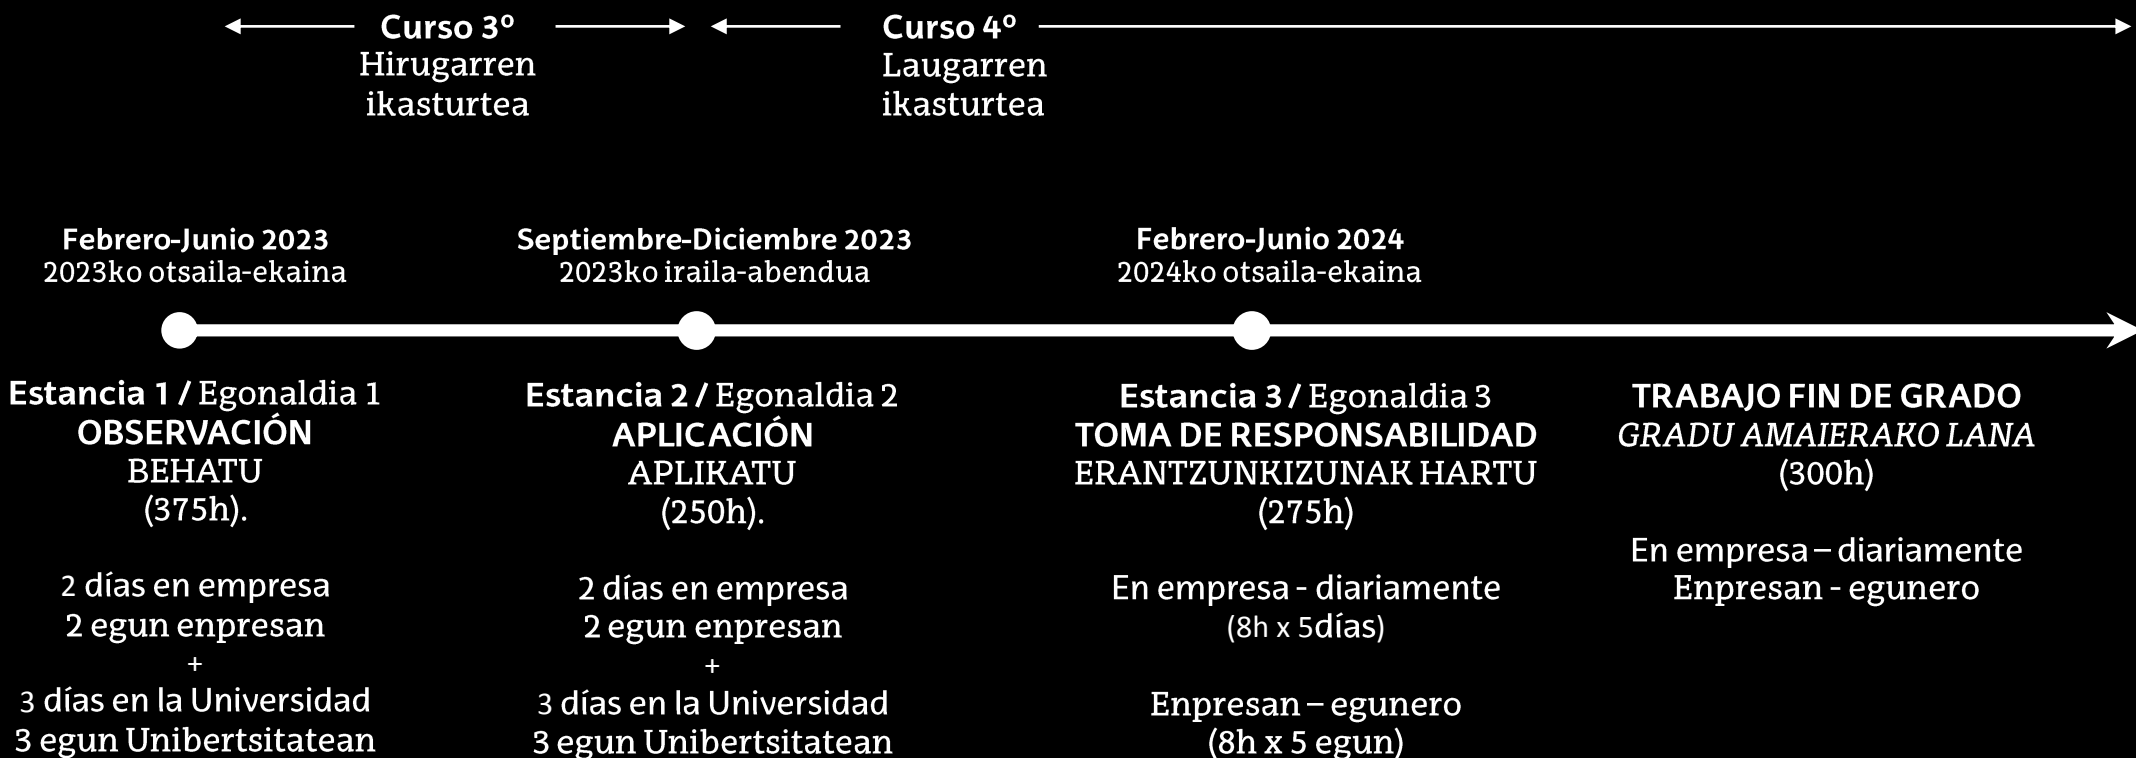 Curso 3º
Hirugarren
ikasturtea
Curso 4º
Laugarren
ikasturtea
Febrero-Junio 2023
2023ko otsaila-ekaina
Septiembre-Diciembre 2023
2023ko iraila-abendua
Febrero-Junio 2024
2024ko otsaila-ekaina
Estancia 1 / Egonaldia 1
OBSERVACIÓN
BEHATU
(375h).
2 días en empresa
2 egun enpresan
+
3 días en la Universidad
3 egun Unibertsitatean
Estancia 2 / Egonaldia 2
APLICACIÓN
APLIKATU
(250h).
2 días en empresa
2 egun enpresan
+
3 días en la Universidad
3 egun Unibertsitatean
Estancia 3 / Egonaldia 3
TOMA DE RESPONSABILIDAD
ERANTZUNKIZUNAK HARTU
(275h)
En empresa - diariamente
(8h x 5días)
Enpresan – egunero
(8h x 5 egun)
TRABAJO FIN DE GRADO
GRADU AMAIERAKO LANA
(300h)
En empresa – diariamente
Enpresan - egunero